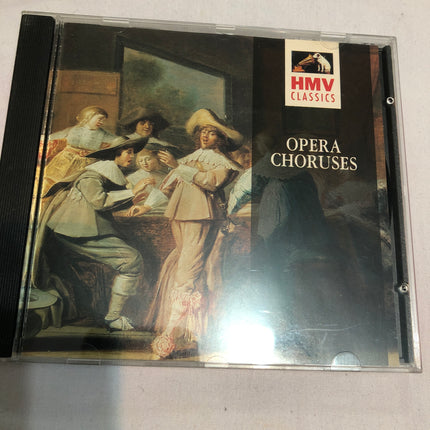 HMV
CLASSICS
OPERA
CHORUSES